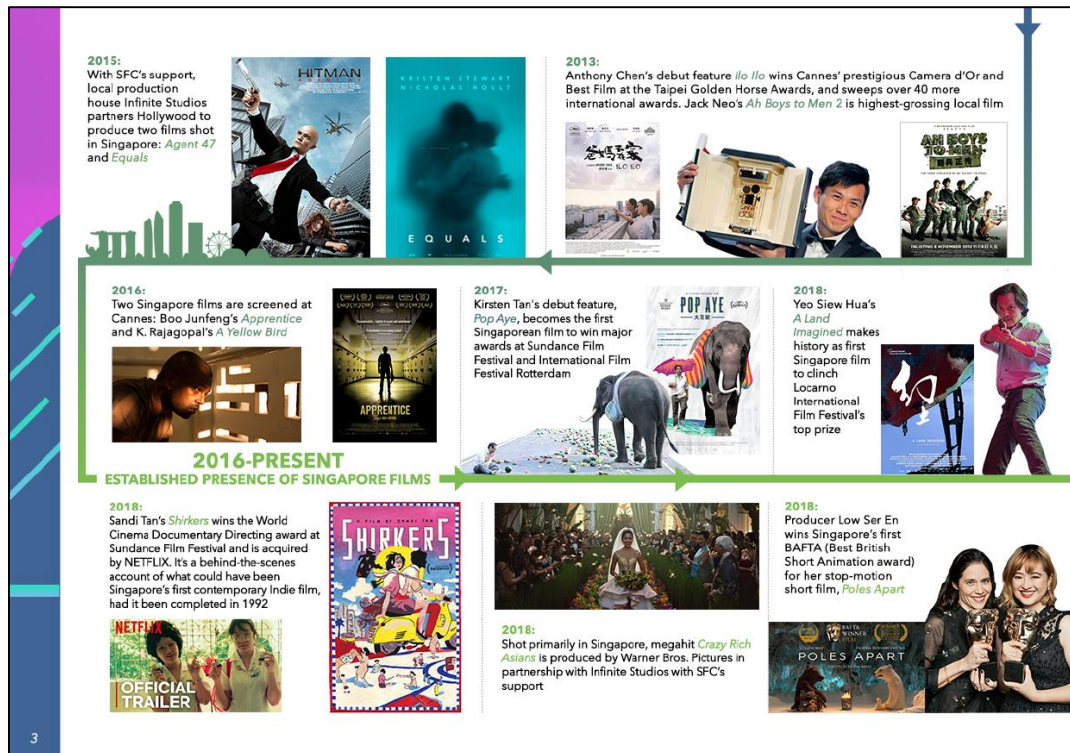 2015:
With SFC's support,
local production
house Infinite Studios
partners Hollywood to
produce two films shot
in Singapore: Agent 47
and Equals
HITMAN
AGENT 47
KRISTEN STEWART
NICHOLAS HOULT
EQUALS
2013:
Anthony Chen's debut feature Ilo Ilo wins Cannes' prestigious Camera d'Or and
Best Film at the Taipei Golden Horse Awards, and sweeps over 40 more
international awards. Jack Neo's Ah Boys to Men 2 is highest-grossing local film
爸媽不在家
ILO ILO
AH BOYS
TO MEN
新兵正传
ENLISTING 8 NOVEMBER 2012
2016:
Two Singapore films are screened at
Cannes: Boo Junfeng's Apprentice
and K. Rajagopal's A Yellow Bird
APPRENTICE
2017:
Kirsten Tan's debut feature,
Pop Aye, becomes the first
Singaporean film to win major
awards at Sundance Film
Festival and International Film
Festival Rotterdam
POP AYE
2018:
Yeo Siew Hua's
A Land
Imagined makes
history as first
Singapore film
to clinch
Locarno
International
Film Festival's
top prize
A LAND IMAGINED
2016-PRESENT
ESTABLISHED PRESENCE OF SINGAPORE FILMS
2018:
Sandi Tan's Shirkers wins the World
Cinema Documentary Directing award at
Sundance Film Festival and is acquired
by NETFLIX. It's a behind-the-scenes
account of what could have been
Singapore's first contemporary Indie film,
had it been completed in 1992
NETFLIX
OFFICIAL
TRAILER
A FILM BY SANDI TAN
SHIRKERS
2018:
Shot primarily in Singapore, megahit Crazy Rich
Asians is produced by Warner Bros. Pictures in
partnership with Infinite Studios with SFC's
support
2018:
Producer Low Ser En
wins Singapore's first
BAFTA (Best British
Short Animation award)
for her stop-motion
short film, Poles Apart
BAFTA
WINNER
FILM
POLES APART
3